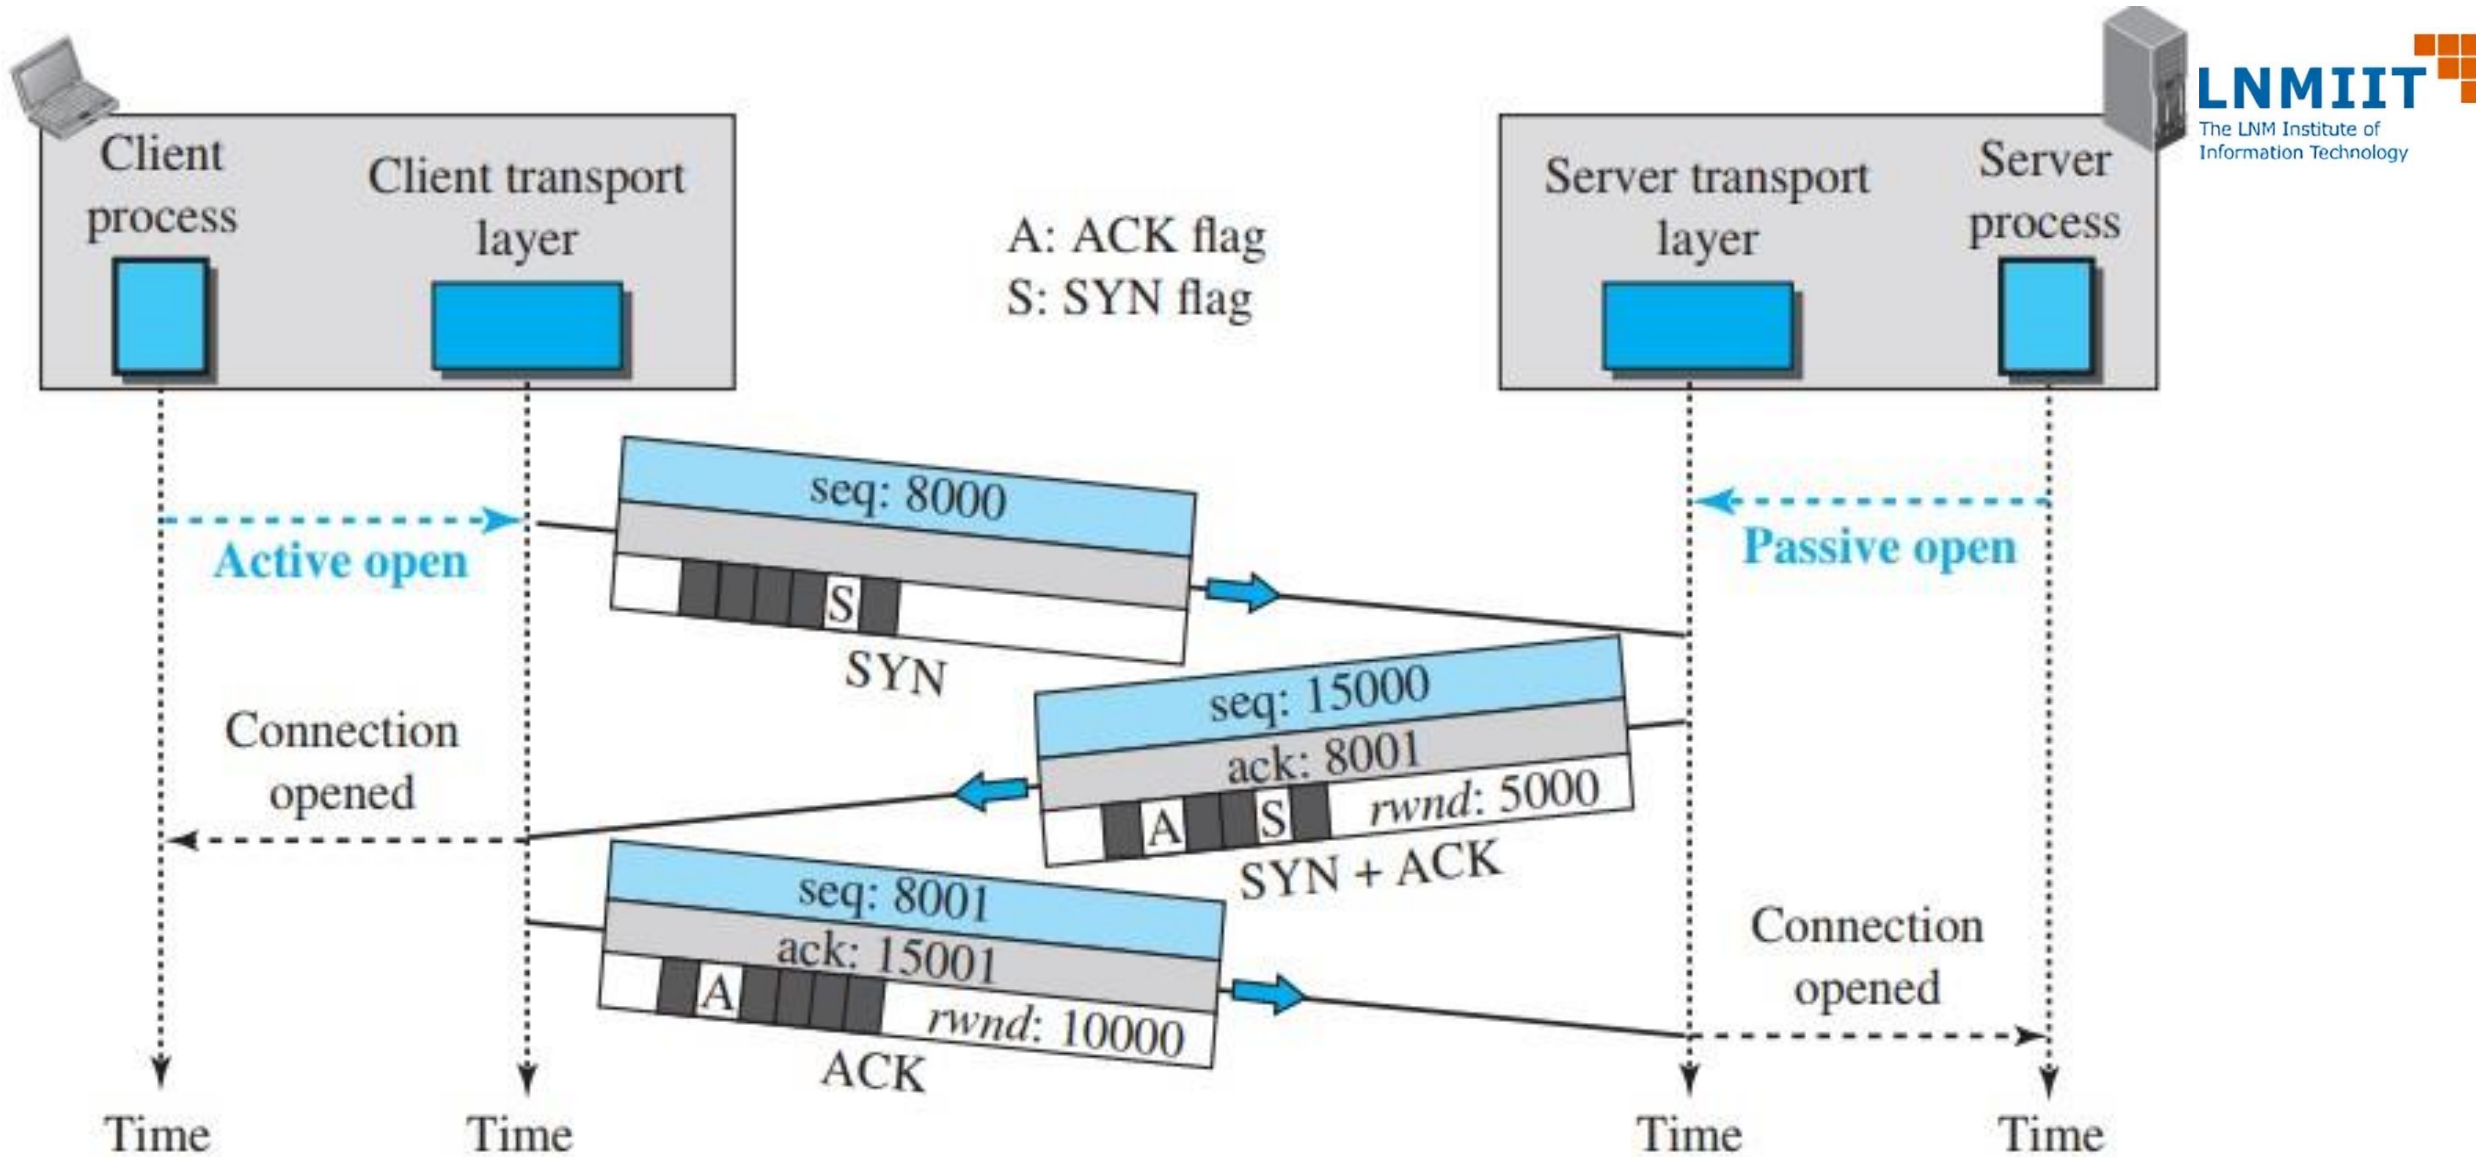 LNMIIT
The LNM Institute of
Information Technology
Client
process
Client transport
layer
A: ACK flag
S: SYN flag
Server transport
layer
Server
process
Active open
Passive open
seq: 8000
S
SYN
seq: 15000
ack: 8001
A S rwnd: 5000
SYN + ACK
Connection
opened
seq: 8001
ack: 15001
A rwnd: 10000
ACK
Connection
opened
Time
Time
Time
Time